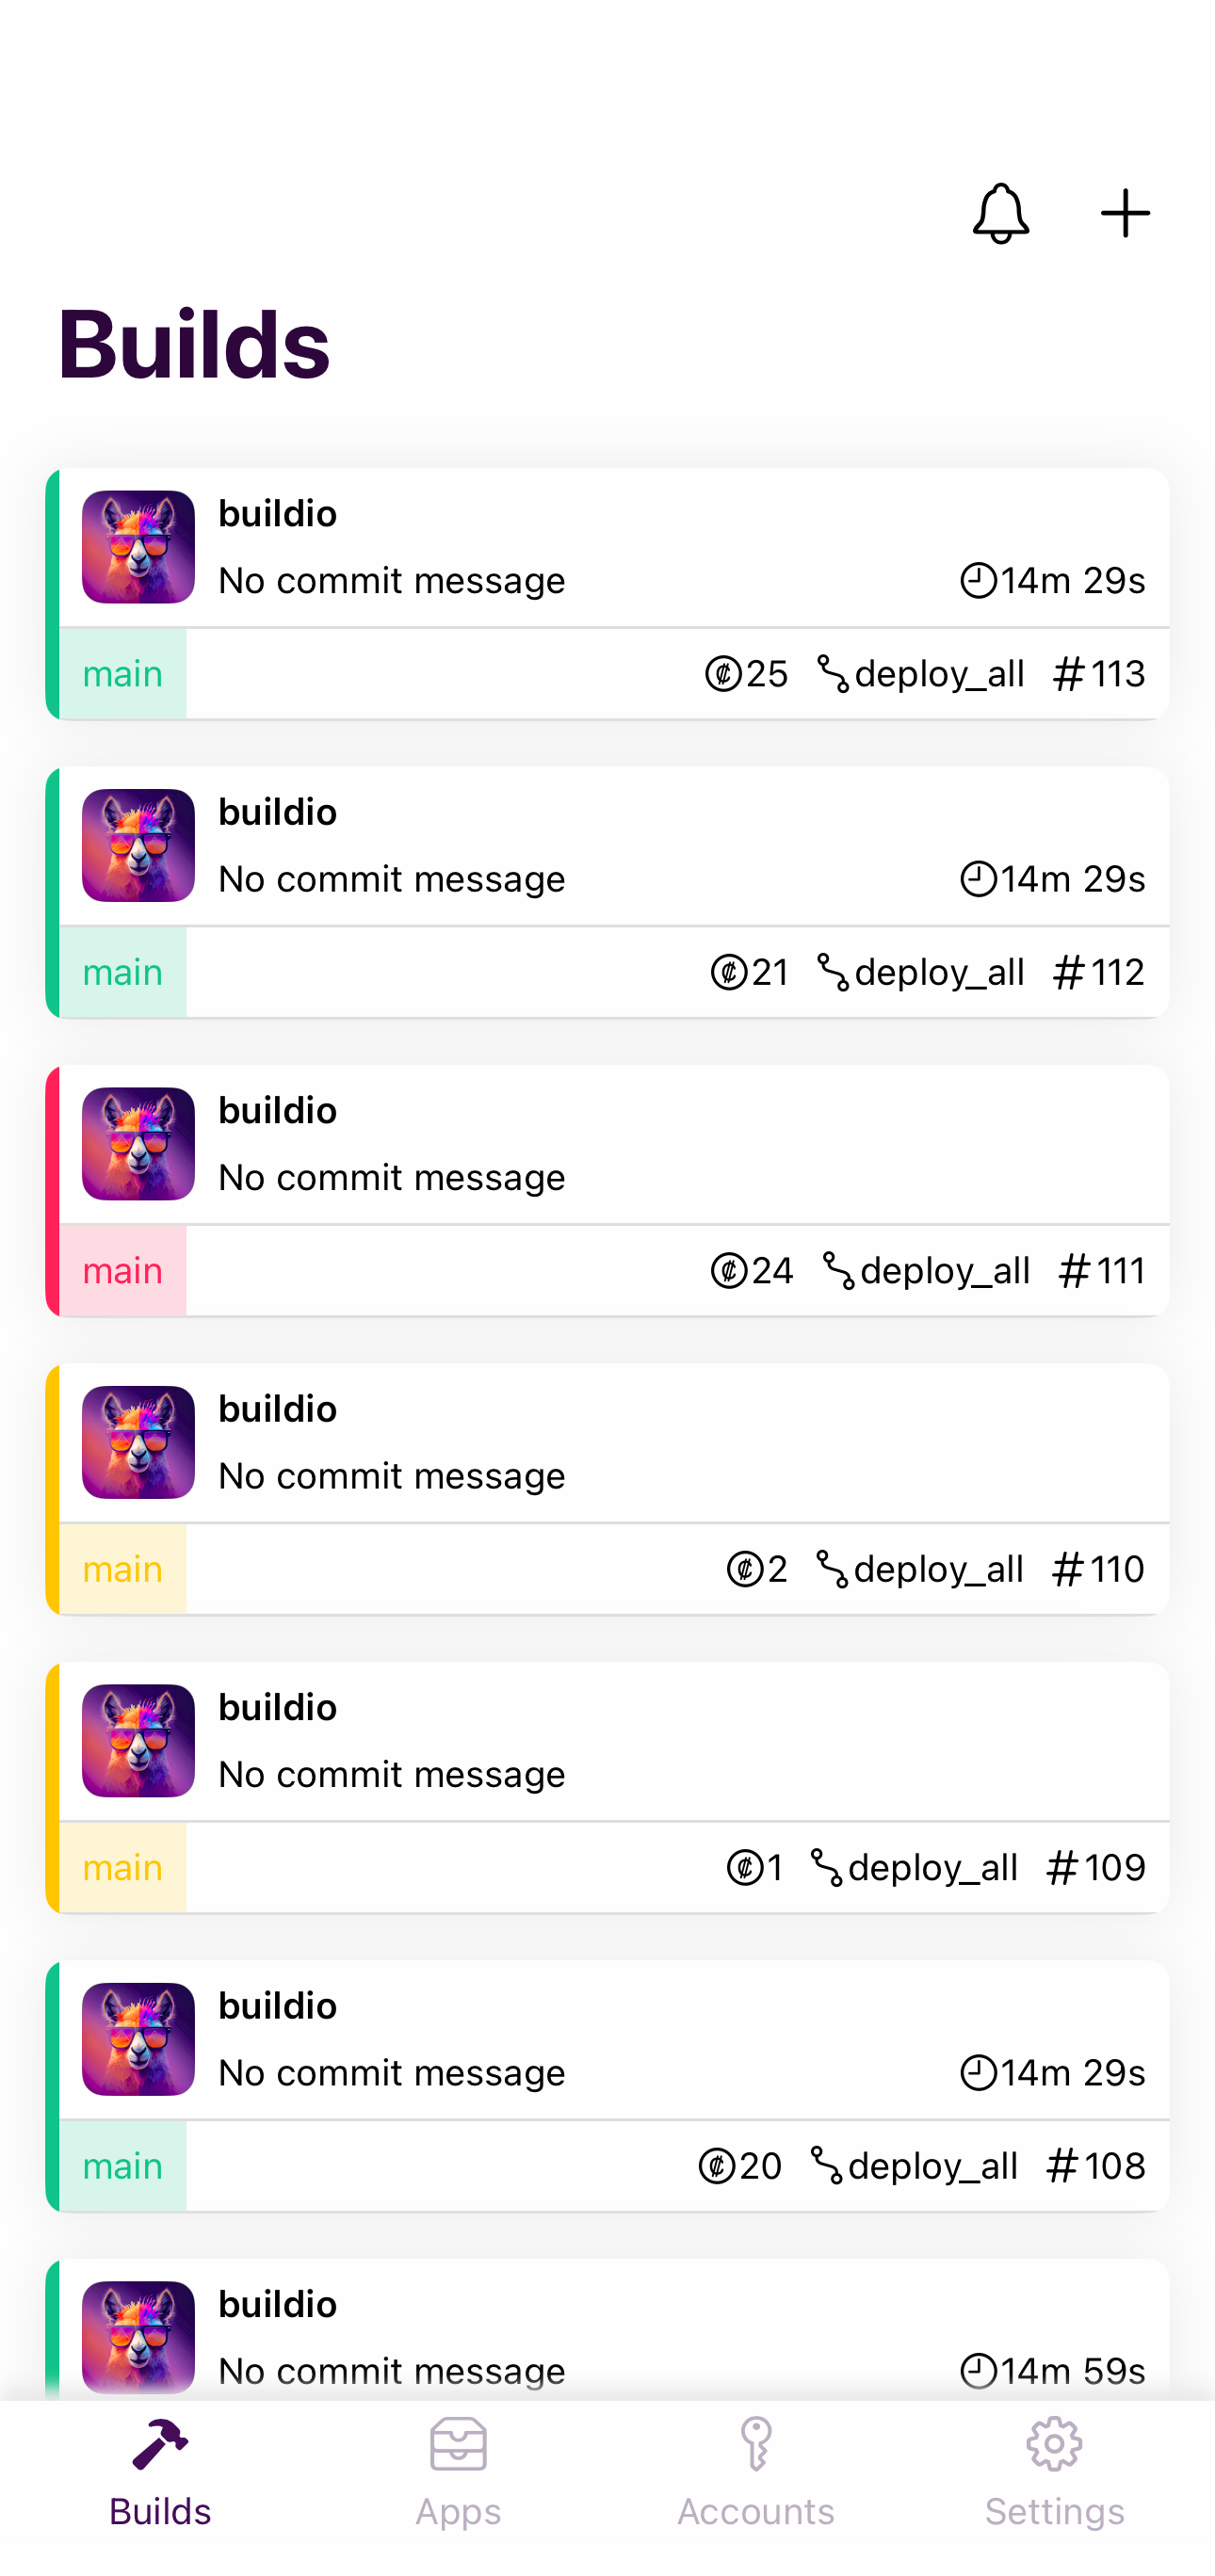 Builds
buildio
No commit message 14m 29s
main 25 deploy_all #113
buildio
No commit message 14m 29s
main 21 deploy_all #112
buildio
No commit message
main 24 deploy_all #111
buildio
No commit message
main 2 deploy_all #110
buildio
No commit message
main 1 deploy_all #109
buildio
No commit message 14m 29s
main 20 deploy_all #108
buildio
No commit message 14m 59s
Builds Apps Accounts Settings